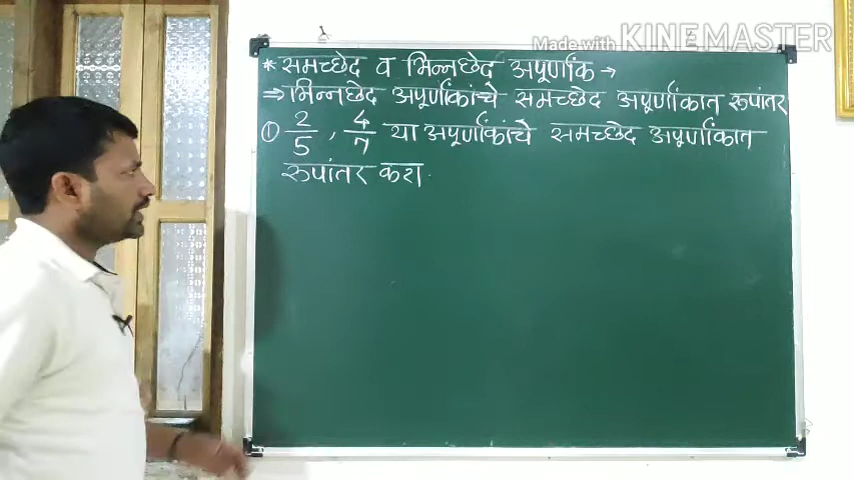 Made with KINEMASTER
* समच्छेद व भिन्नछेद अपूर्णांक →
⇒ भिन्नछेद अपूर्णांकांचे समच्छेद अपूर्णांकात रूपांतर
① 2/5 , 4/7 या अपूर्णांकांचे समच्छेद अपूर्णांकात
रूपांतर करा.